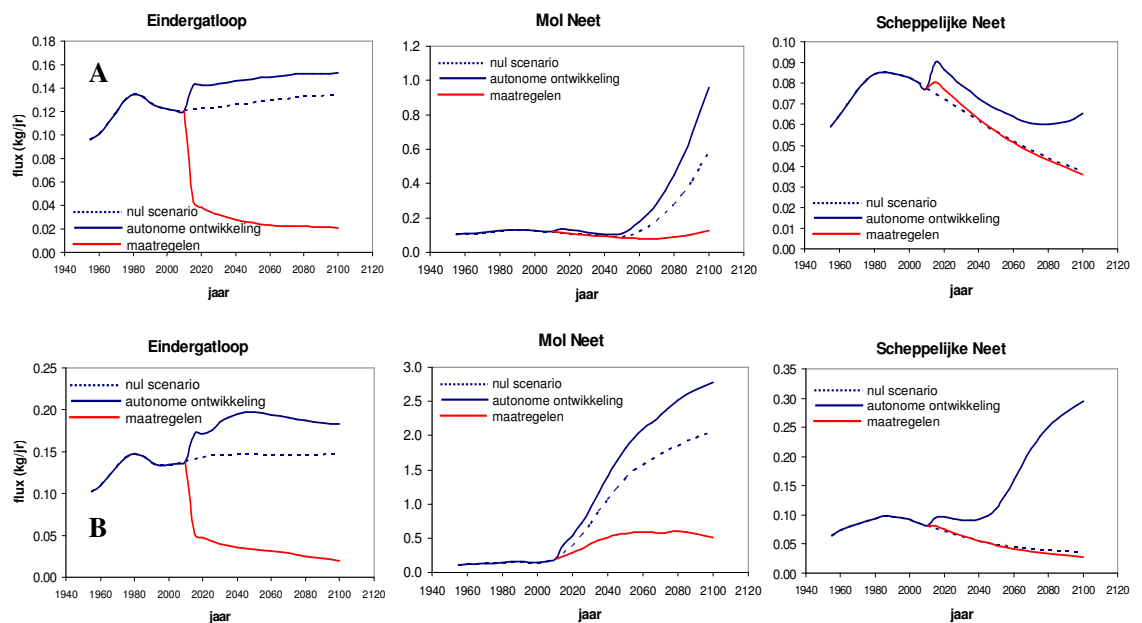 Eindergatloop
Mol Neet
Scheppelijke Neet
flux (kg/jr)
0.18
0.16
0.14
0.12
0.10
0.08
0.06
0.04
0.02
0.00
A
nul scenario
autonome ontwikkeling
maatregelen
1940 1960 1980 2000 2020 2040 2060 2080 2100 2120
jaar
1.2
1.0
0.8
0.6
0.4
0.2
0.0
nul scenario
autonome ontwikkeling
maatregelen
1940 1960 1980 2000 2020 2040 2060 2080 2100 2120
jaar
0.10
0.09
0.08
0.07
0.06
0.05
0.04
0.03
0.02
0.01
0.00
nul scenario
autonome ontwikkeling
maatregelen
1940 1960 1980 2000 2020 2040 2060 2080 2100 2120
jaar
Eindergatloop
Mol Neet
Scheppelijke Neet
flux (kg/jr)
0.25
0.20
0.15
0.10
0.05
0.00
nul scenario
autonome ontwikkeling
maatregelen
B
1940 1960 1980 2000 2020 2040 2060 2080 2100 2120
jaar
3.0
2.5
2.0
1.5
1.0
0.5
0.0
nul scenario
autonome ontwikkeling
maatregelen
1940 1960 1980 2000 2020 2040 2060 2080 2100 2120
jaar
0.35
0.30
0.25
0.20
0.15
0.10
0.05
0.00
nul scenario
autonome ontwikkeling
maatregelen
1940 1960 1980 2000 2020 2040 2060 2080 2100 2120
jaar